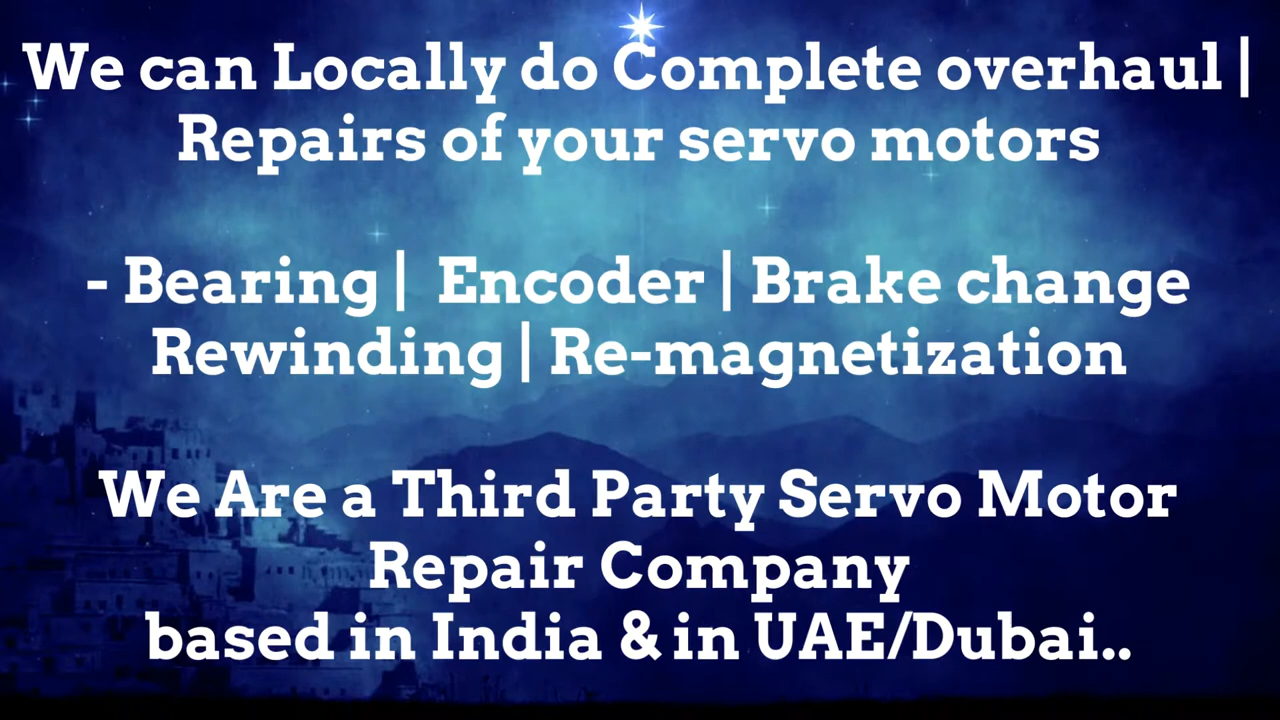 We can Locally do Complete overhaul |
Repairs of your servo motors
- Bearing | Encoder | Brake change
Rewinding | Re-magnetization
We Are a Third Party Servo Motor
Repair Company
based in India & in UAE/Dubai..